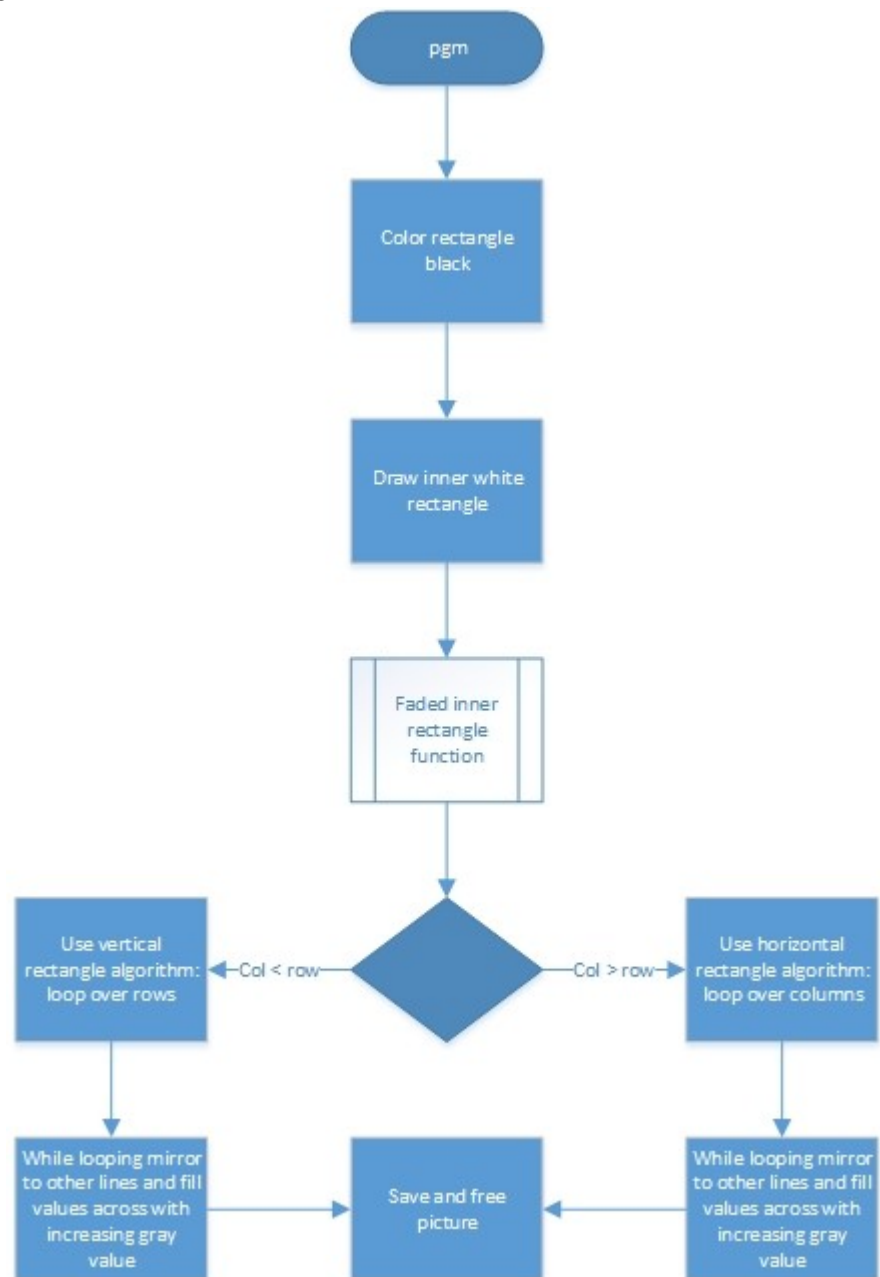 pgm
Color rectangle
black
Draw inner white
rectangle
Faded inner
rectangle
function
Use vertical
rectangle algorithm:
loop over rows
Col < row
Col > row
Use horizontal
rectangle algorithm:
loop over columns
While looping mirror
to other lines and fill
values across with
increasing gray
value
Save and free
picture
While looping mirror
to other lines and fill
values across with
increasing gray
value